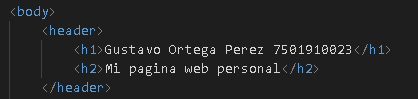 <body>
<header>
<h1>Gustavo Ortega Perez 7501910023</h1>
<h2>Mi pagina web personal</h2>
</header>